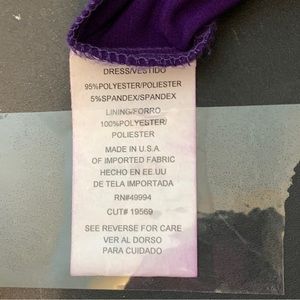 DRESS/VESTIDO
95%POLYESTER/POLIESTER
5%SPANDEX/SPANDEX
LINING/FORRO
100%POLYESTER/
POLIESTER
MADE IN U.S.A.
OF IMPORTED FABRIC
HECHO EN EE.UU
DE TELA IMPORTADA
RN#49994
CUT# 19569
SEE REVERSE FOR CARE
VER AL DORSO
PARA CUIDADO